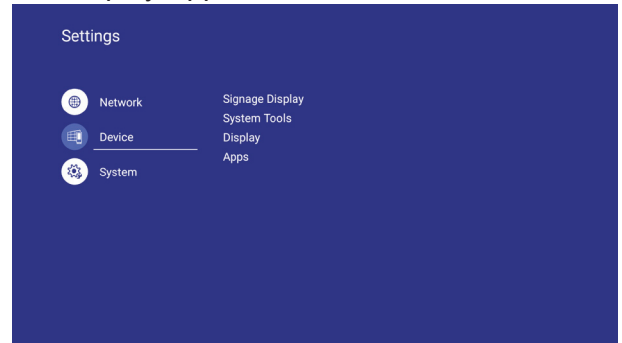 Settings
Network
Device
System
Signage Display
System Tools
Display
Apps